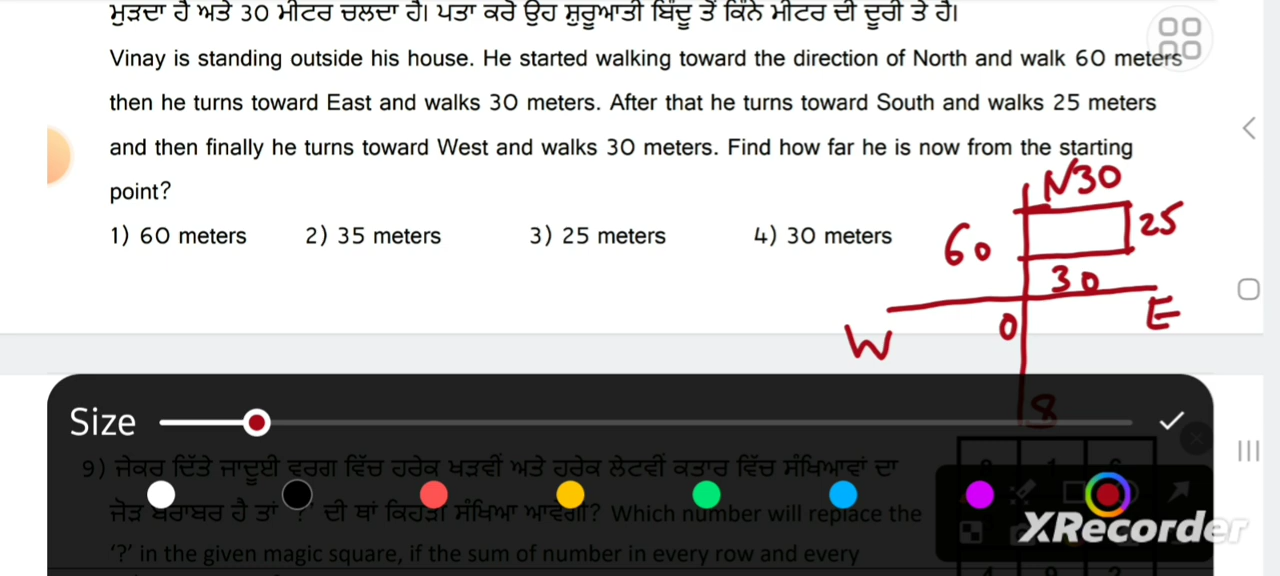 ਮੁੜਦਾ ਹੈ ਅਤੇ 30 ਮੀਟਰ ਚਲਦਾ ਹੈ। ਪਤਾ ਕਰੋ ਉਹ ਸ਼ੁਰੂਆਤੀ ਬਿੰਦੂ ਤੋਂ ਕਿੰਨੇ ਮੀਟਰ ਦੀ ਦੂਰੀ ਤੇ ਹੈ।
Vinay is standing outside his house. He started walking toward the direction of North and walk 60 meters
then he turns toward East and walks 30 meters. After that he turns toward South and walks 25 meters
and then finally he turns toward West and walks 30 meters. Find how far he is now from the starting
point?
N 30
1) 60 meters 2) 35 meters 3) 25 meters 4) 30 meters
60 25
30
W 0 E
8
Size
9) ਜੇਕਰ ਦਿੱਤੇ ਜਾਦੂਈ ਵਰਗ ਵਿੱਚ ਹਰੇਕ ਖੜਵੀਂ ਅਤੇ ਹਰੇਕ ਲੇਟਵੀਂ ਕਤਾਰ ਵਿੱਚ ਸੰਖਿਆਵਾਂ ਦਾ
ਜੋੜ ਬਰਾਬਰ ਹੈ ਤਾਂ '?' ਦੀ ਥਾਂ ਕਿਹੜੀ ਸੰਖਿਆ ਆਵੇਗੀ? Which number will replace the
XRecorder
'?' in the given magic square, if the sum of number in every row and every